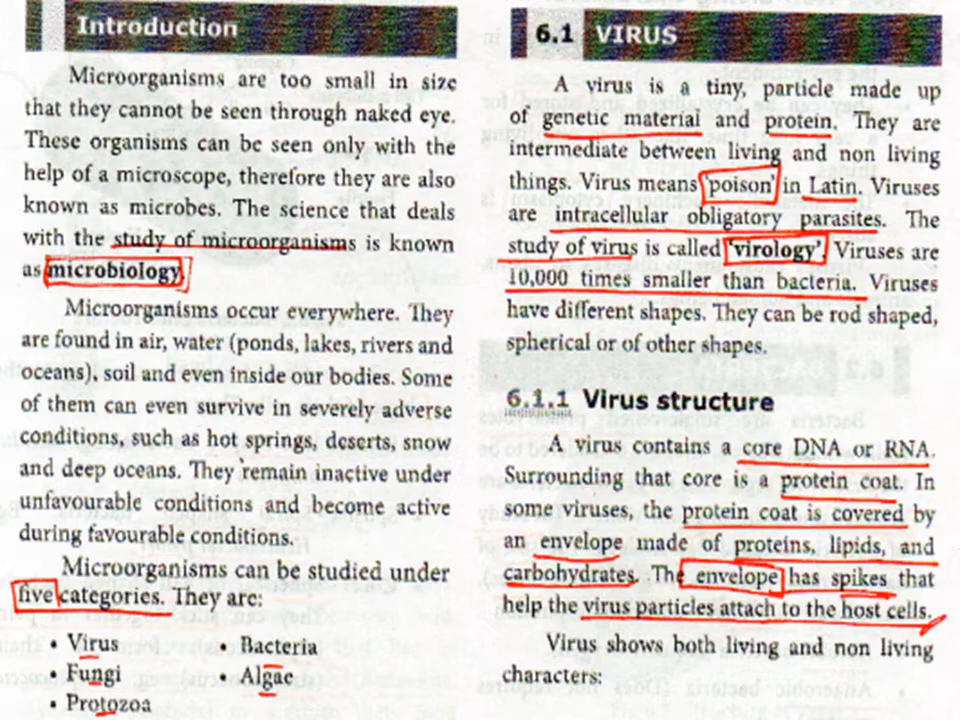 Introduction
Microorganisms are too small in size
that they cannot be seen through naked eye.
These organisms can be seen only with the
help of a microscope, therefore they are also
known as microbes. The science that deals
with the study of microorganisms is known
as microbiology.
Microorganisms occur everywhere. They
are found in air, water (ponds, lakes, rivers and
oceans), soil and even inside our bodies. Some
of them can even survive in severely adverse
conditions, such as hot springs, deserts, snow
and deep oceans. They remain inactive under
unfavourable conditions and become active
during favourable conditions.
Microorganisms can be studied under
five categories. They are:
• Virus
• Bacteria
• Fungi
• Algae
• Protozoa
6.1 VIRUS
A virus is a tiny, particle made up
of genetic material and protein. They are
intermediate between living and non living
things. Virus means 'poison' in Latin. Viruses
are intracellular obligatory parasites. The
study of virus is called 'virology'. Viruses are
10,000 times smaller than bacteria. Viruses
have different shapes. They can be rod shaped,
spherical or of other shapes.
6.1.1 Virus structure
A virus contains a core DNA or RNA.
Surrounding that core is a protein coat. In
some viruses, the protein coat is covered by
an envelope made of proteins, lipids, and
carbohydrates. The envelope has spikes that
help the virus particles attach to the host cells.
Virus shows both living and non living
characters: